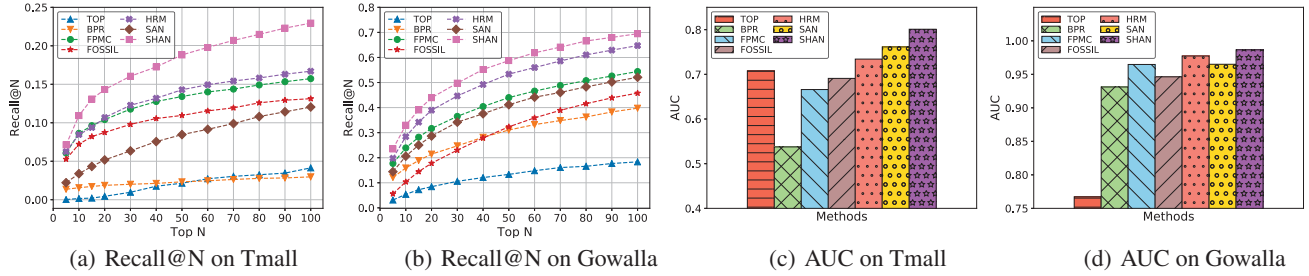 0.25
0.20
0.15
0.10
0.05
0.00
Recall@N
0 10 20 30 40 50 60 70 80 90 100
Top N
TOP
BPR
FPMC
FOSSIL
HRM
SAN
SHAN
(a) Recall@N on Tmall
0.8
0.7
0.6
0.5
0.4
0.3
0.2
0.1
0.0
Recall@N
0 10 20 30 40 50 60 70 80 90 100
Top N
TOP
BPR
FPMC
FOSSIL
HRM
SAN
SHAN
(b) Recall@N on Gowalla
0.8
0.7
0.6
0.5
0.4
AUC
Methods
TOP
BPR
FPMC
FOSSIL
HRM
SAN
SHAN
(c) AUC on Tmall
1.00
0.95
0.90
0.85
0.80
0.75
AUC
Methods
TOP
BPR
FPMC
FOSSIL
HRM
SAN
SHAN
(d) AUC on Gowalla